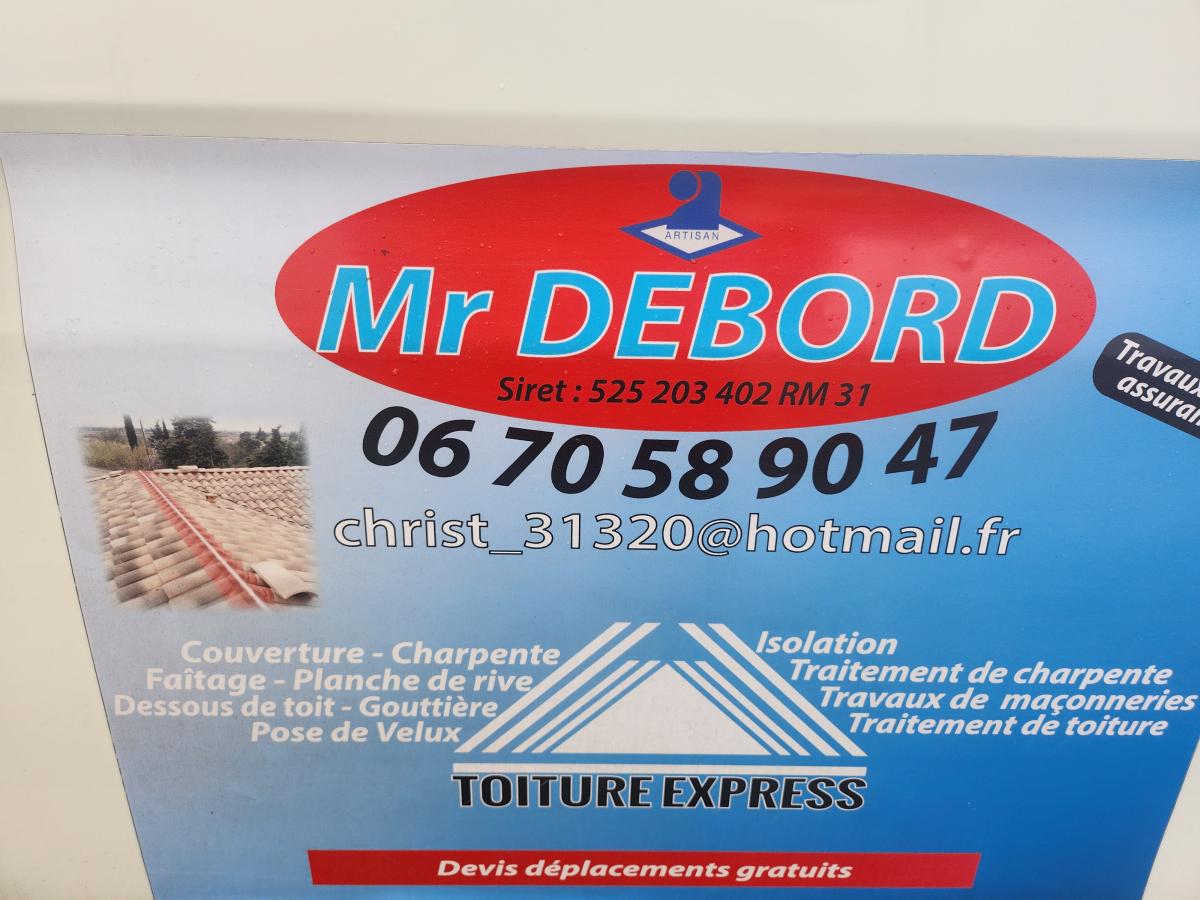 ARTISAN
Mr DEBORD
Siret : 525 203 402 RM 31
06 70 58 90 47
christ_31320@hotmail.fr
Travaux
Couverture - Charpente
Faîtage - Planche de rive
Dessous de toit - Gouttière
Pose de Velux
Isolation
Traitement de charpente
Travaux de maçonneries
Traitement de toiture
TOITURE EXPRESS
Devis déplacements gratuits